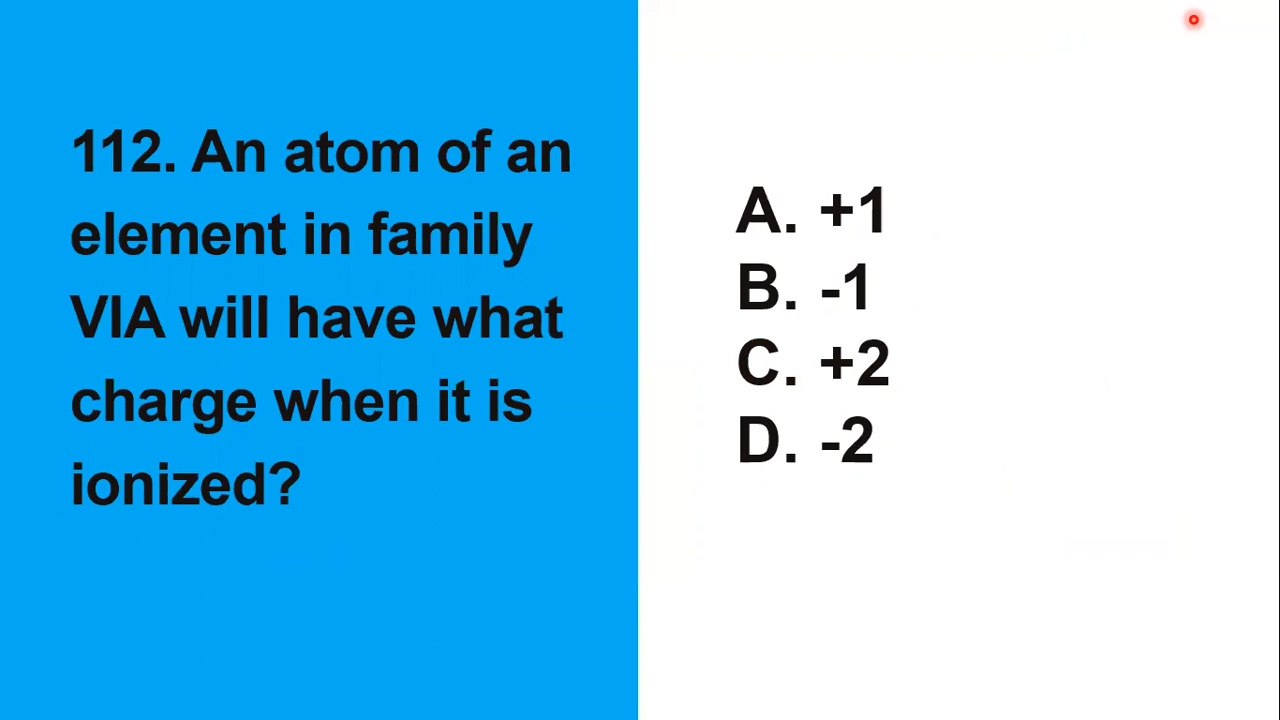 112. An atom of an
element in family
VIA will have what
charge when it is
ionized?
A. +1
B. -1
C. +2
D. -2